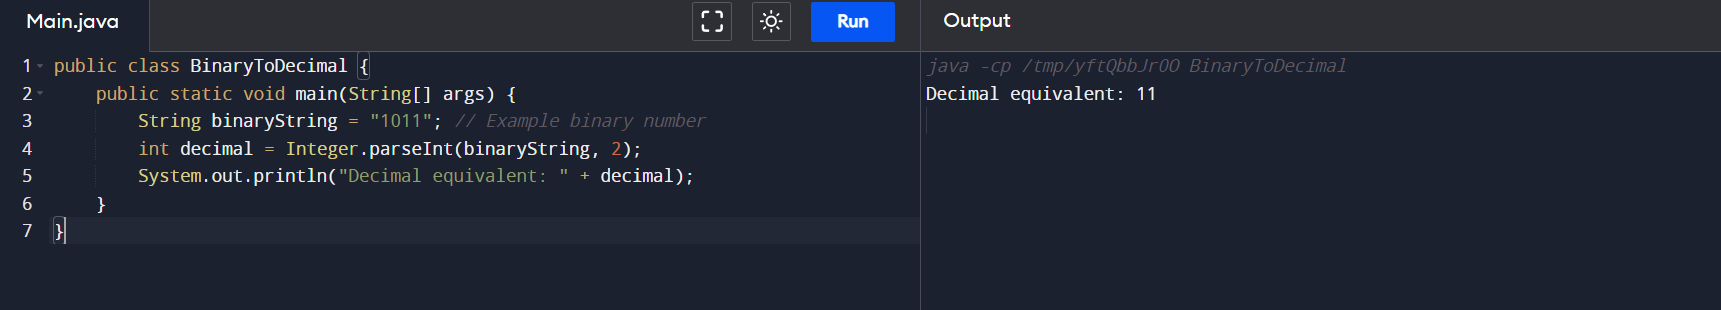 Main.java
Run
Output
1 public class BinaryToDecimal {
2     public static void main(String[] args) {
3         String binaryString = "1011"; // Example binary number
4         int decimal = Integer.parseInt(binaryString, 2);
5         System.out.println("Decimal equivalent: " + decimal);
6     }
7 }
java -cp /tmp/yftQbbJrOO BinaryToDecimal
Decimal equivalent: 11